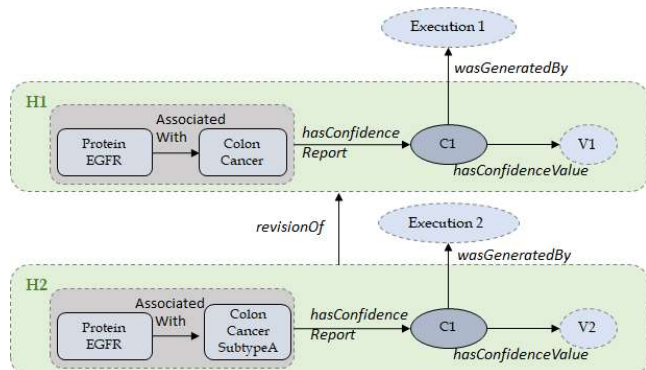 Execution 1
wasGeneratedBy
H1
Associated
With
Protein
EGFR
Colon
Cancer
hasConfidence
Report
C1
V1
hasConfidenceValue
revisionOf
Execution 2
wasGeneratedBy
H2
Associated
With
Protein
EGFR
Colon
Cancer
SubtypeA
hasConfidence
Report
C1
V2
hasConfidenceValue